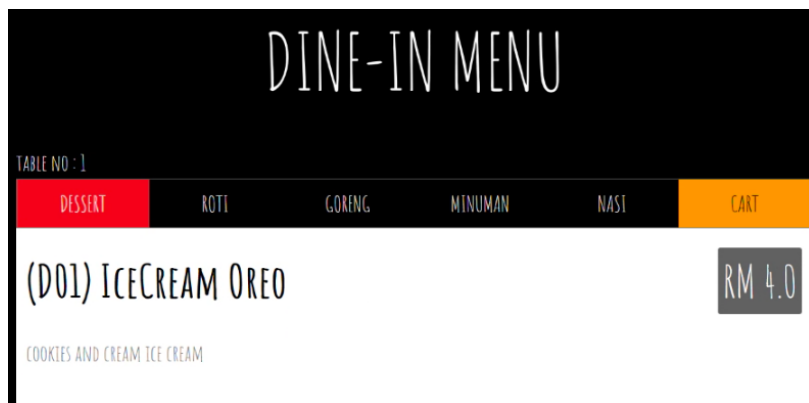 DINE-IN MENU
TABLE NO : 1
DESSERT ROTI GORENG MINUMAN NASI CART
(D01) ICECREAM OREO RM 4.0
COOKIES AND CREAM ICE CREAM